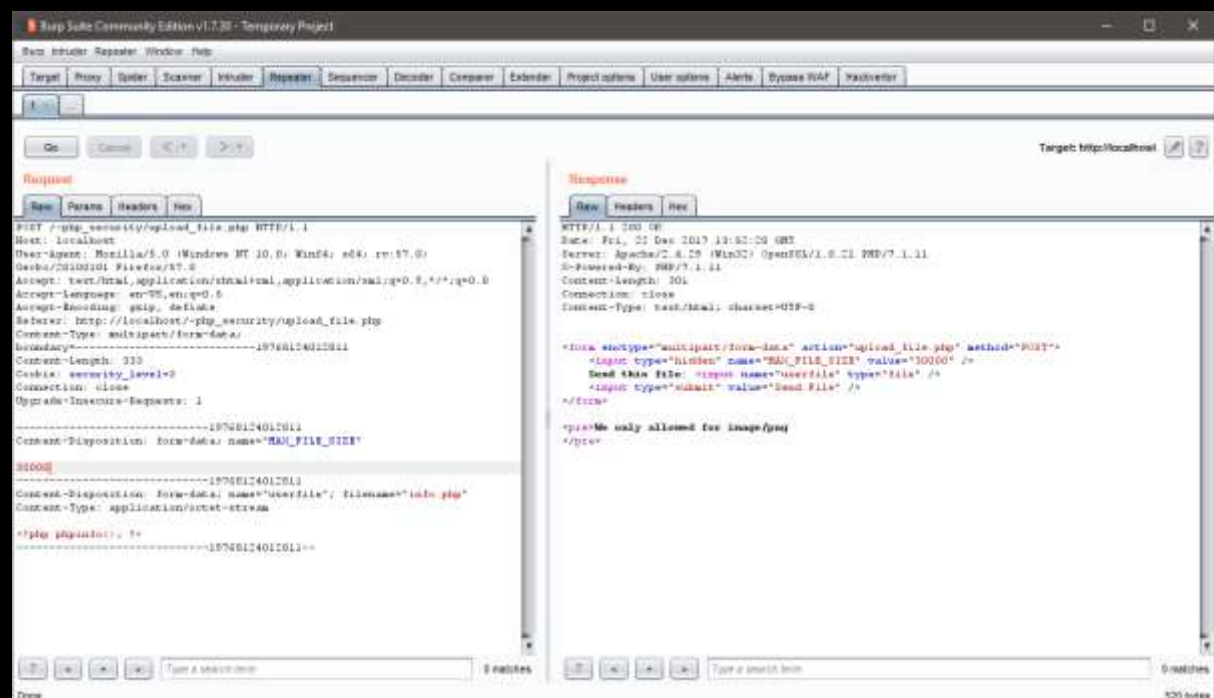 Burp Suite Community Edition v1.7.30 - Temporary Project
Burp Intruder Repeater Window Help
Target Proxy Spider Scanner Intruder Repeater Sequencer Decoder Comparer Extender Project options User options Alerts Bypass WAF Hackvertor
1 × ...
Go Cancel < >
Target: http://localhost
Request
Raw Params Headers Hex
POST /~php_security/upload_file.php HTTP/1.1
Host: localhost
User-Agent: Mozilla/5.0 (Windows NT 10.0; Win64; x64; rv:57.0)
Gecko/20100101 Firefox/57.0
Accept: text/html,application/xhtml+xml,application/xml;q=0.9,*/*;q=0.8
Accept-Language: en-US,en;q=0.5
Accept-Encoding: gzip, deflate
Referer: http://localhost/~php_security/upload_file.php
Content-Type: multipart/form-data;
Content-Length: 333
Cookie: security_level=2
Connection: close
Upgrade-Insecure-Requests: 1
Content-Disposition: form-data; name="MAX_FILE_SIZE"
30000
Content-Disposition: form-data; name="userfile"; filename="info.php"
Content-Type: application/octet-stream
<?php phpinfo(); ?>
Type a search term
0 matches
Done
Response
Raw Headers Hex
HTTP/1.1 200 OK
Date: Fri, 22 Dec 2017
Server: Apache/2.4.29 (Win32) PHP/7.1.11
X-Powered-By: PHP/7.1.11
Content-Length: 301
Connection: close
Content-Type: text/html; charset=UTF-8
<form enctype="multipart/form-data" action="upload_file.php" method="POST">
<input type="hidden" name="MAX_FILE_SIZE" value="30000" />
Send this file: <input name="userfile" type="file" />
<input type="submit" value="Send File" />
</form>
<pre>We only allowed for image/png
</pre>
Type a search term
0 matches
520 bytes